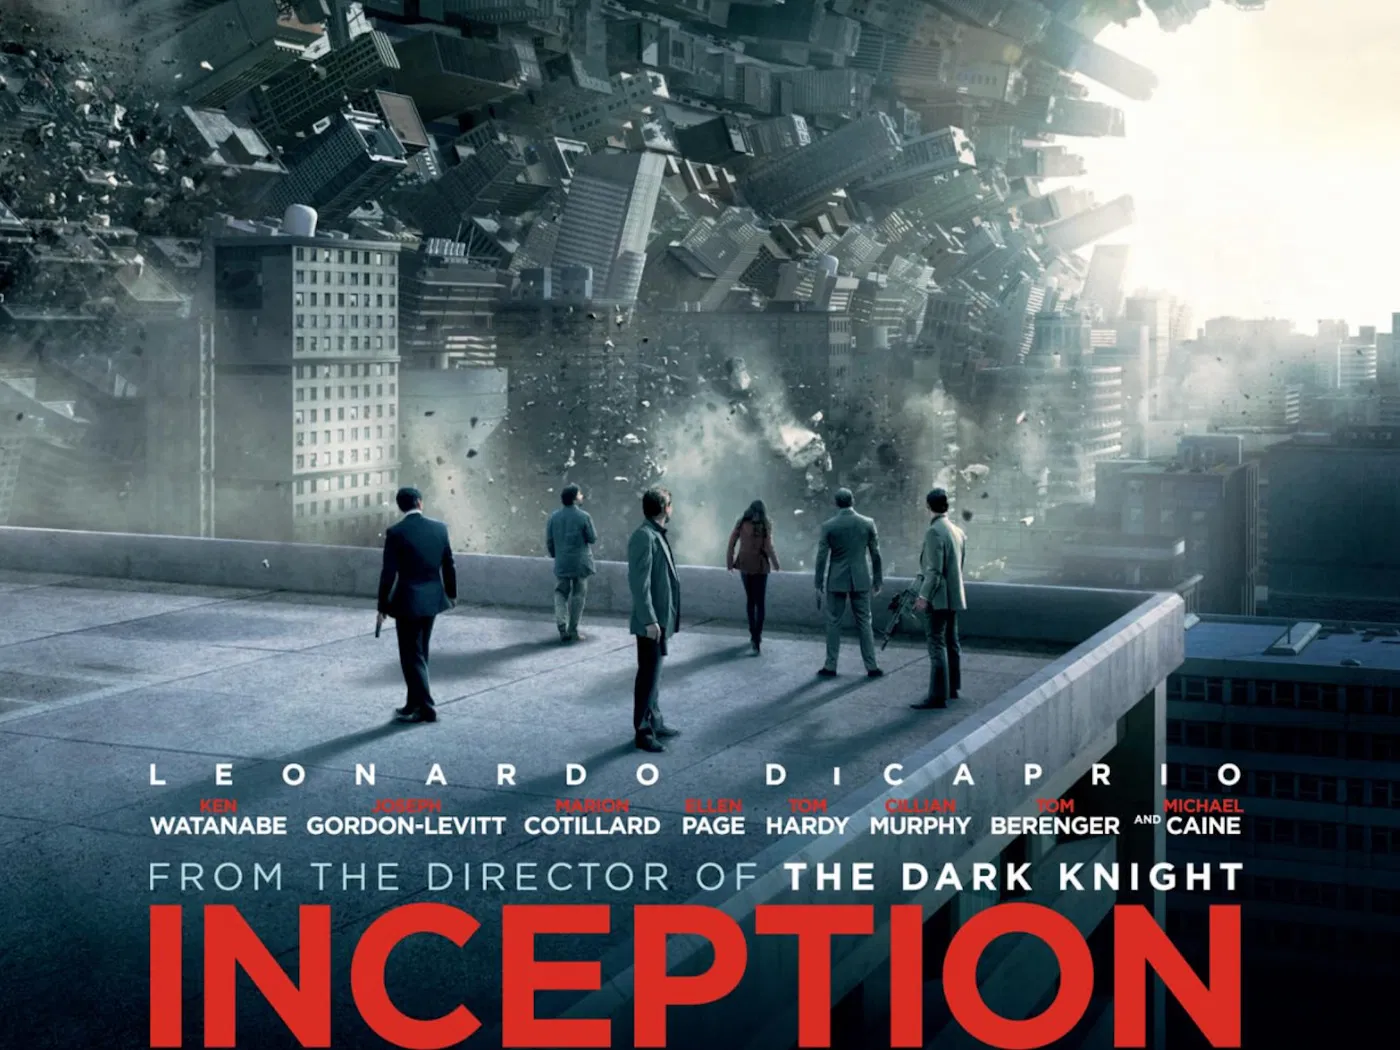 LEONARDO DiCAPRIO
KEN WATANABE JOSEPH GORDON-LEVITT MARION COTILLARD ELLEN PAGE TOM HARDY CILLIAN MURPHY TOM BERENGER AND MICHAEL CAINE
FROM THE DIRECTOR OF THE DARK KNIGHT
INCEPTION